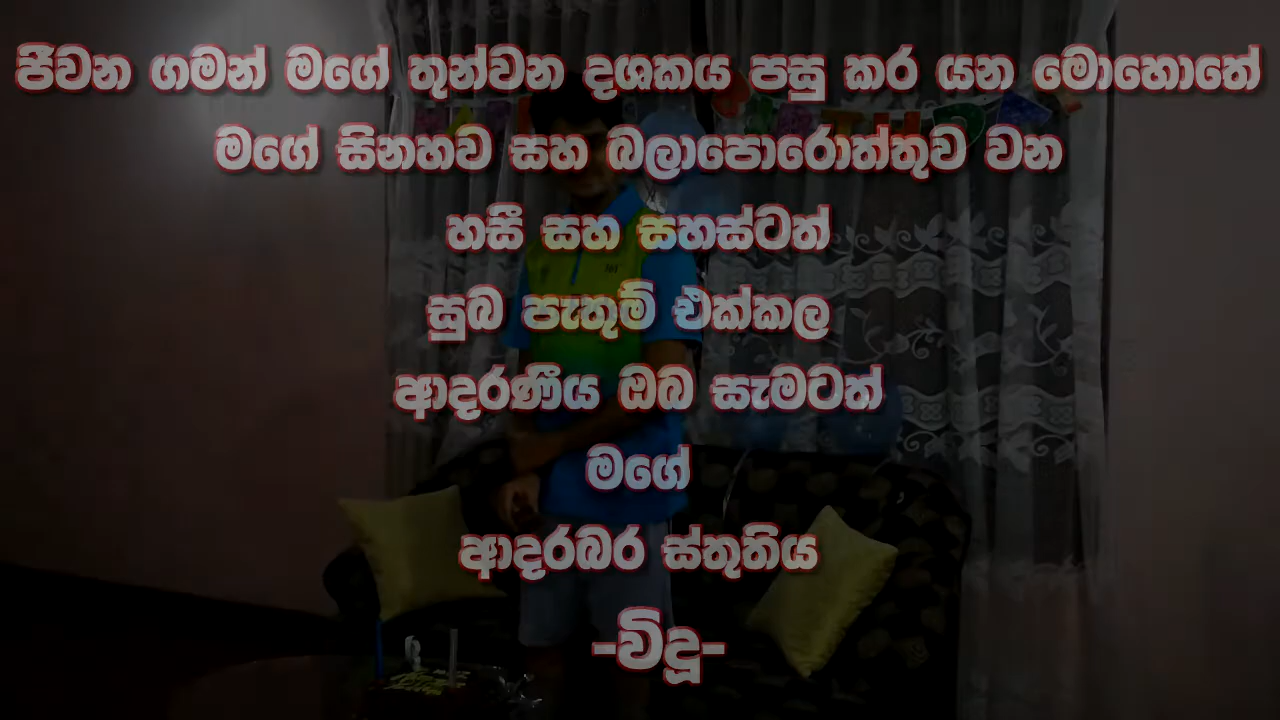 ජීවන ගමන් මගේ තුන්වන දශකය පසු කර යන මොහොතේ
මගේ සිනහව සහ බලාපොරොත්තුව වන
හසී සහ සහස්ටත්
සුබ පැතුම් එක්කල
ආදරණීය ඔබ සැමටත්
මගේ
ආදරබර ස්තූතිය
-විදූ-